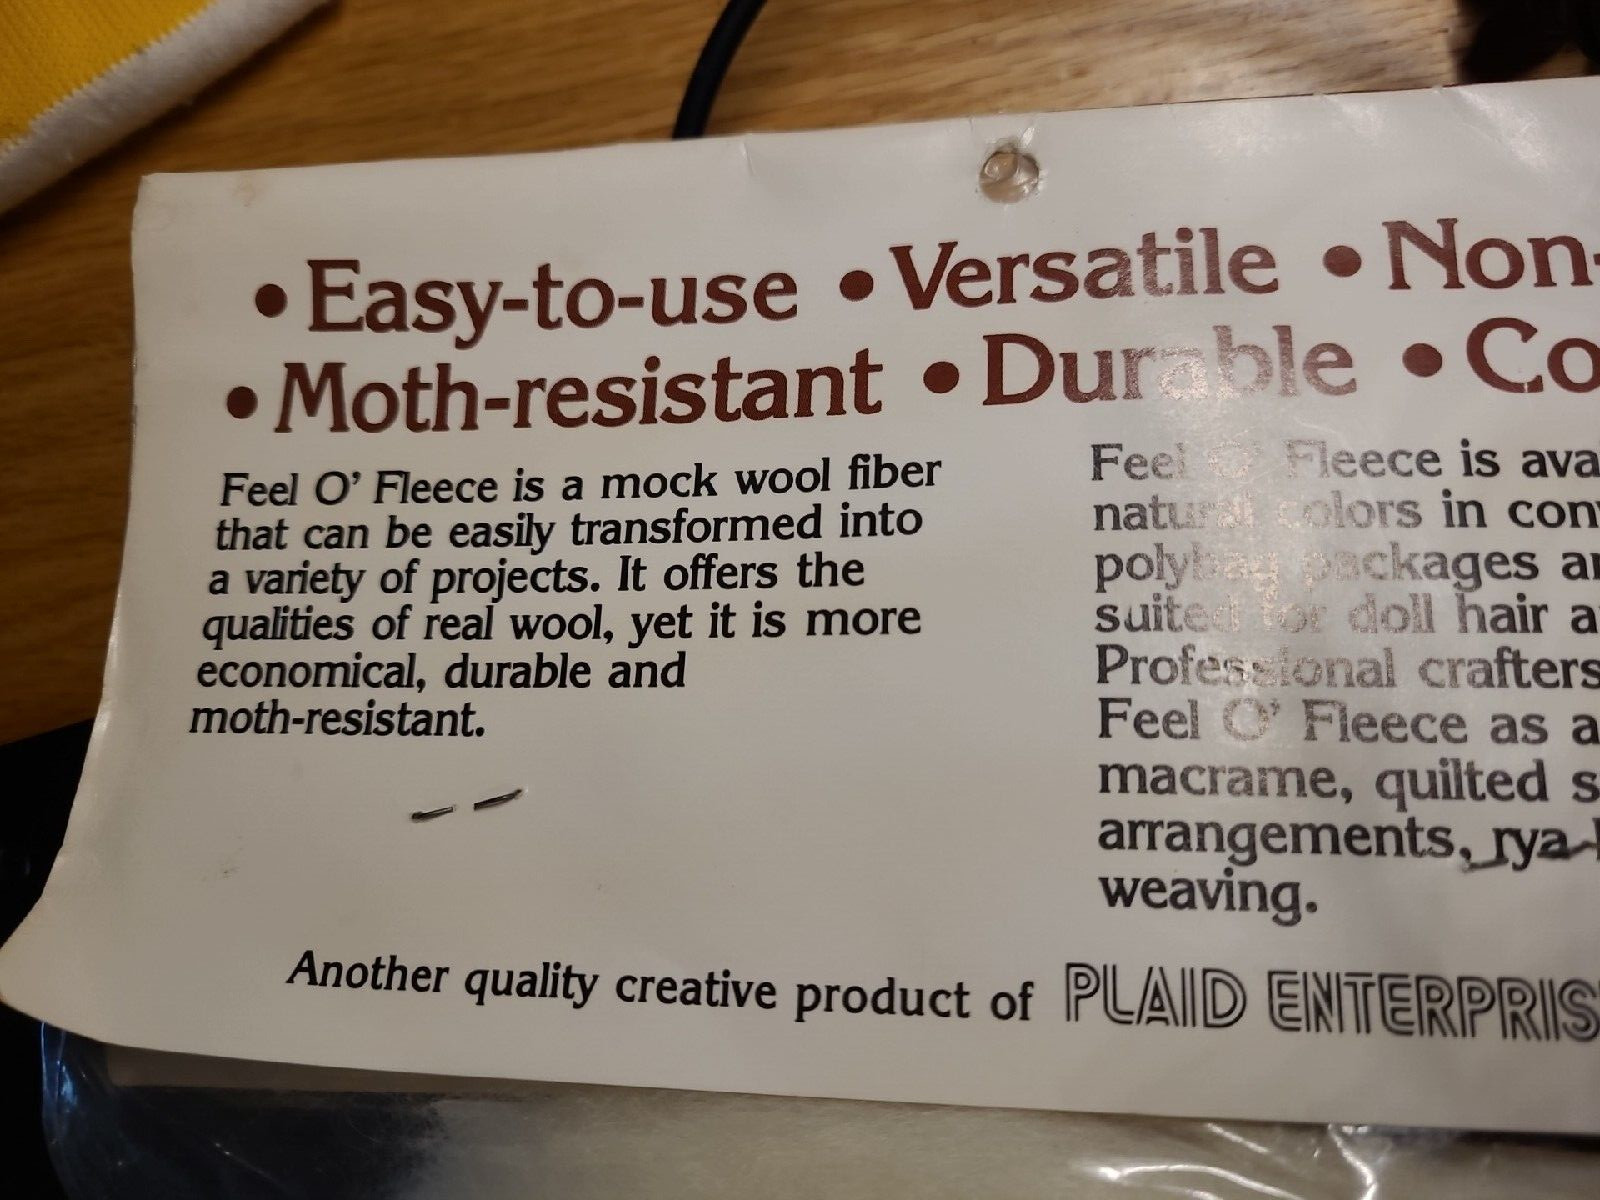 • Easy-to-use • Versatile • Non-
• Moth-resistant • Durable • Co
Feel O' Fleece is a mock wool fiber
that can be easily transformed into
a variety of projects. It offers the
qualities of real wool, yet it is more
economical, durable and
moth-resistant.
Feel O' Fleece is ava
natural colors in con
polybag packages a
suited for doll hair a
Professional crafters
Feel O' Fleece as a
macrame, quilted s
arrangements, rya-
weaving.
Another quality creative product of PLAID ENTERPRIS